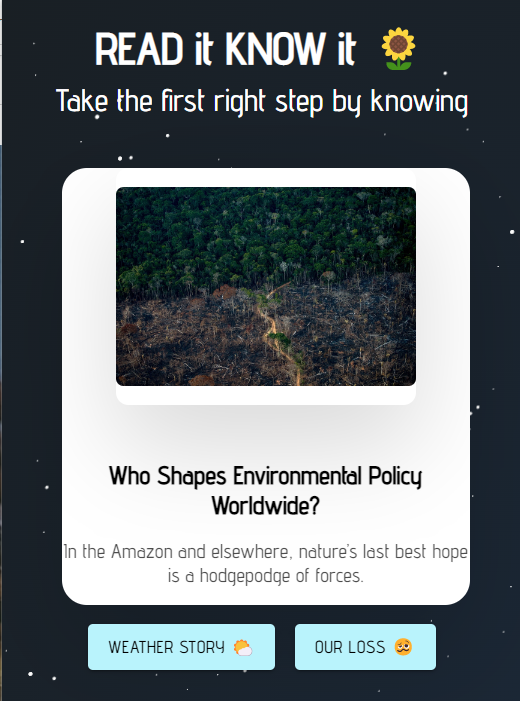 READ it KNOW it 🌻
Take the first right step by knowing
Who Shapes Environmental Policy
Worldwide?
In the Amazon and elsewhere, nature's last best hope
is a hodgepodge of forces.
WEATHER STORY 🌤️
OUR LOSS 🥴